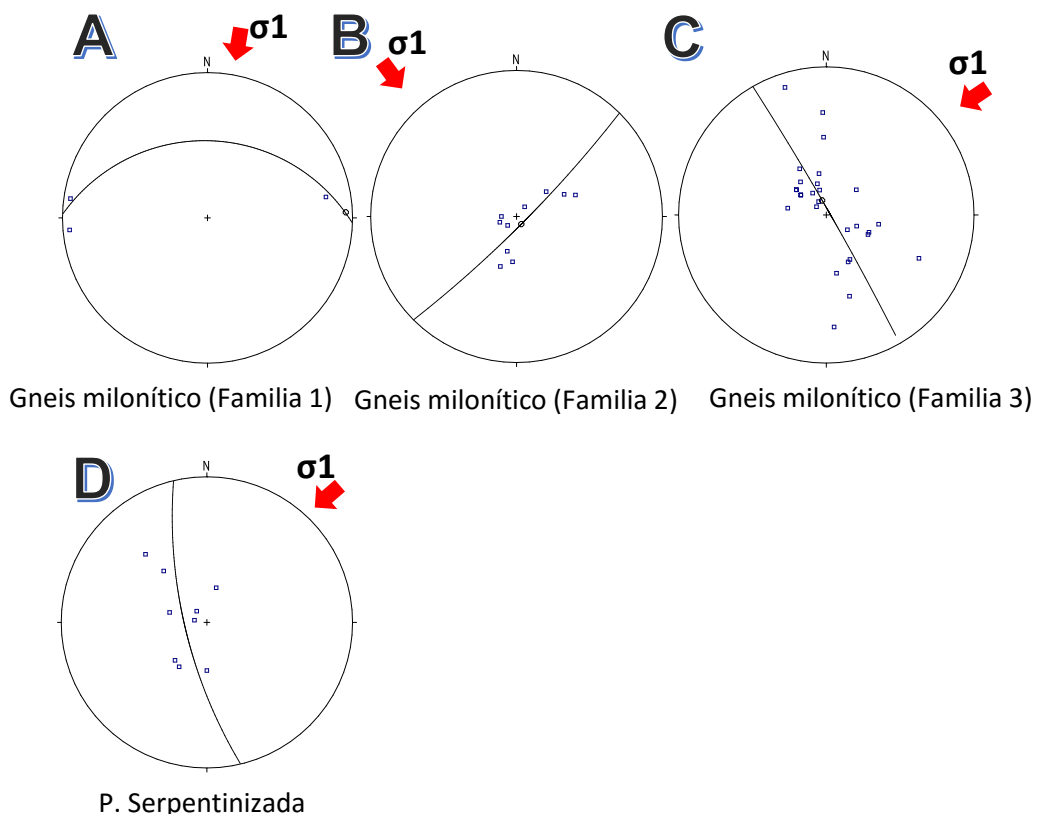 A
σ1
B
σ1
C
σ1
N
N
N
Gneis milonítico (Familia 1)
Gneis milonítico (Familia 2)
Gneis milonítico (Familia 3)
D
σ1
N
P. Serpentinizada